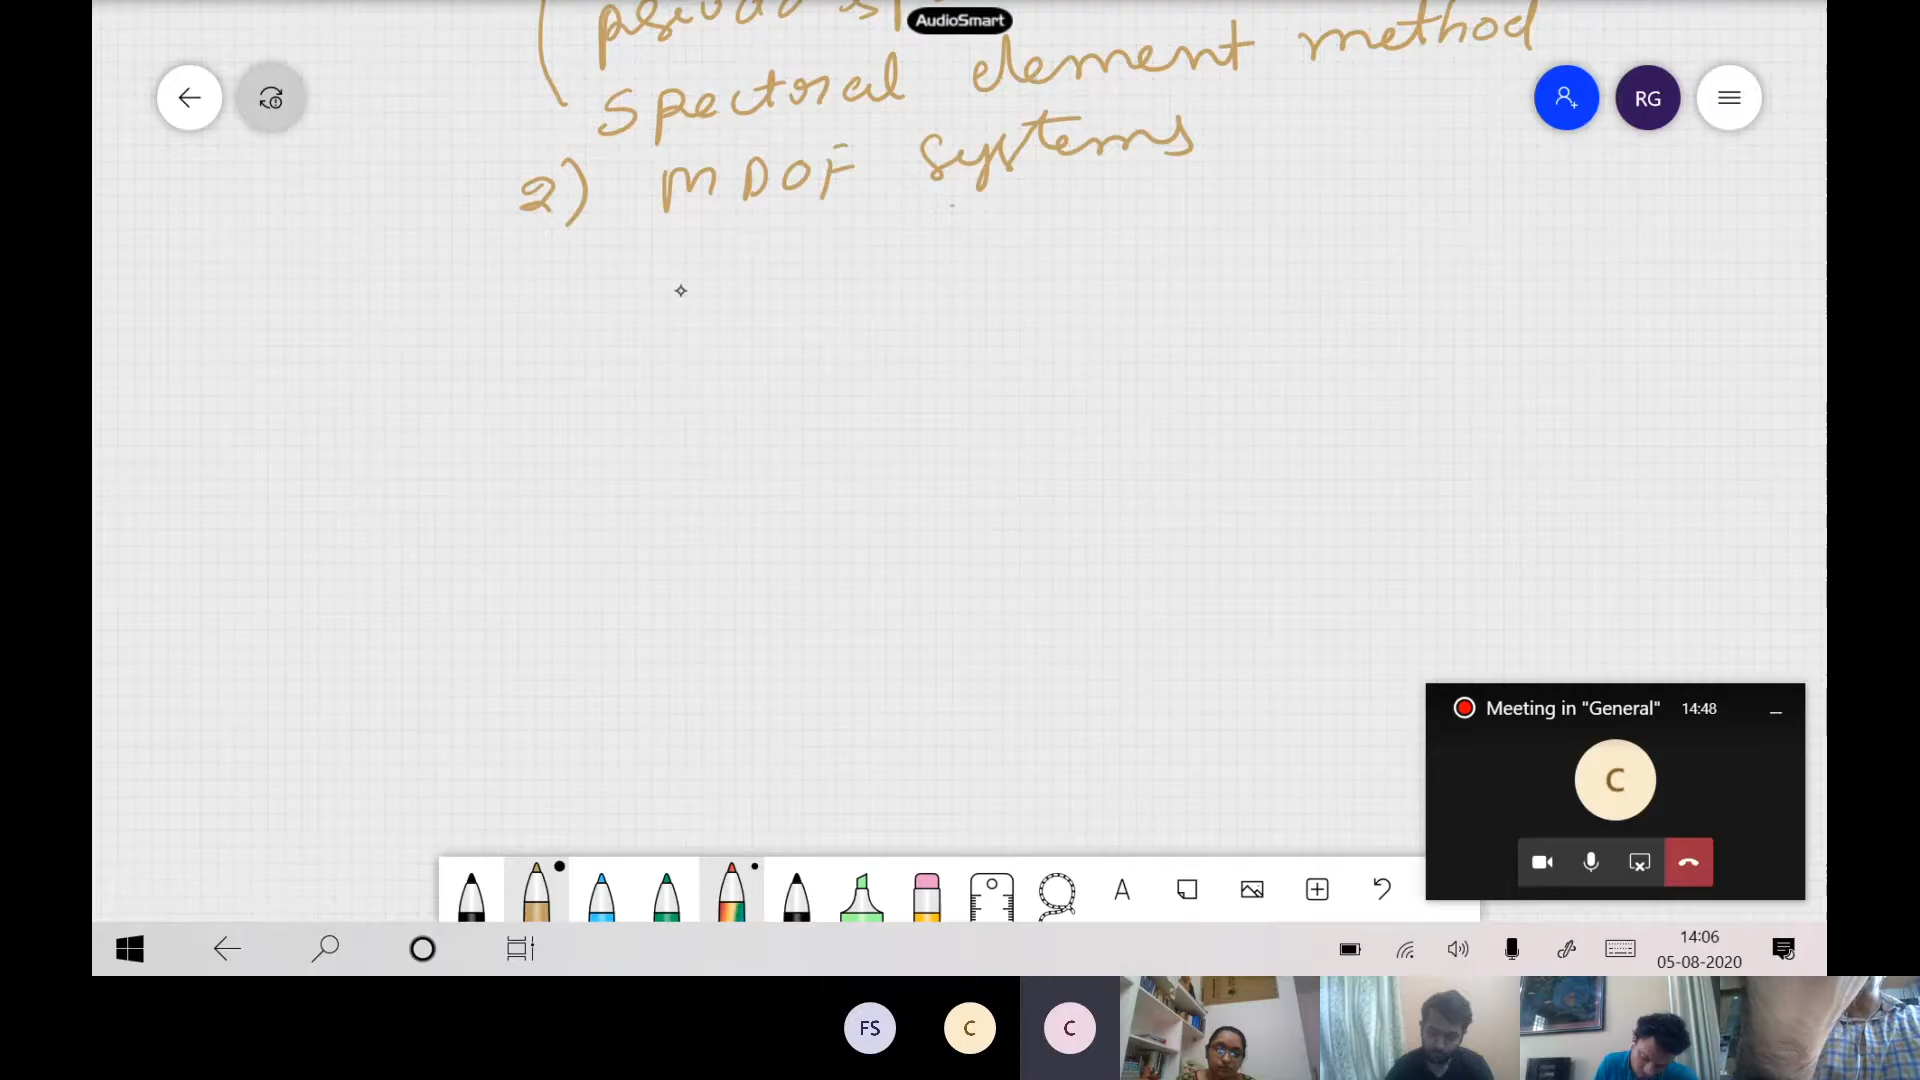 AudioSmart
spectral element method
2) MDOF systems
RG
Meeting in "General" 14:48
C
A
14:06
05-08-2020
FS C C